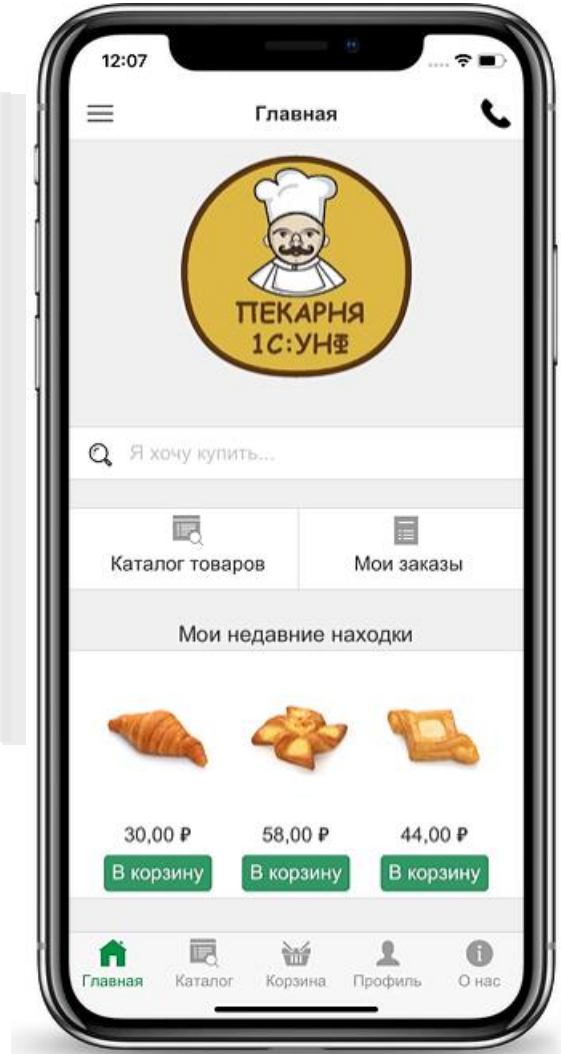 12:07
Главная
ПЕКАРНЯ
1С:УНФ
Я хочу купить...
Каталог товаров
Мои заказы
Мои недавние находки
30,00 ₽
58,00 ₽
44,00 ₽
В корзину
В корзину
В корзину
Главная
Каталог
Корзина
Профиль
О нас